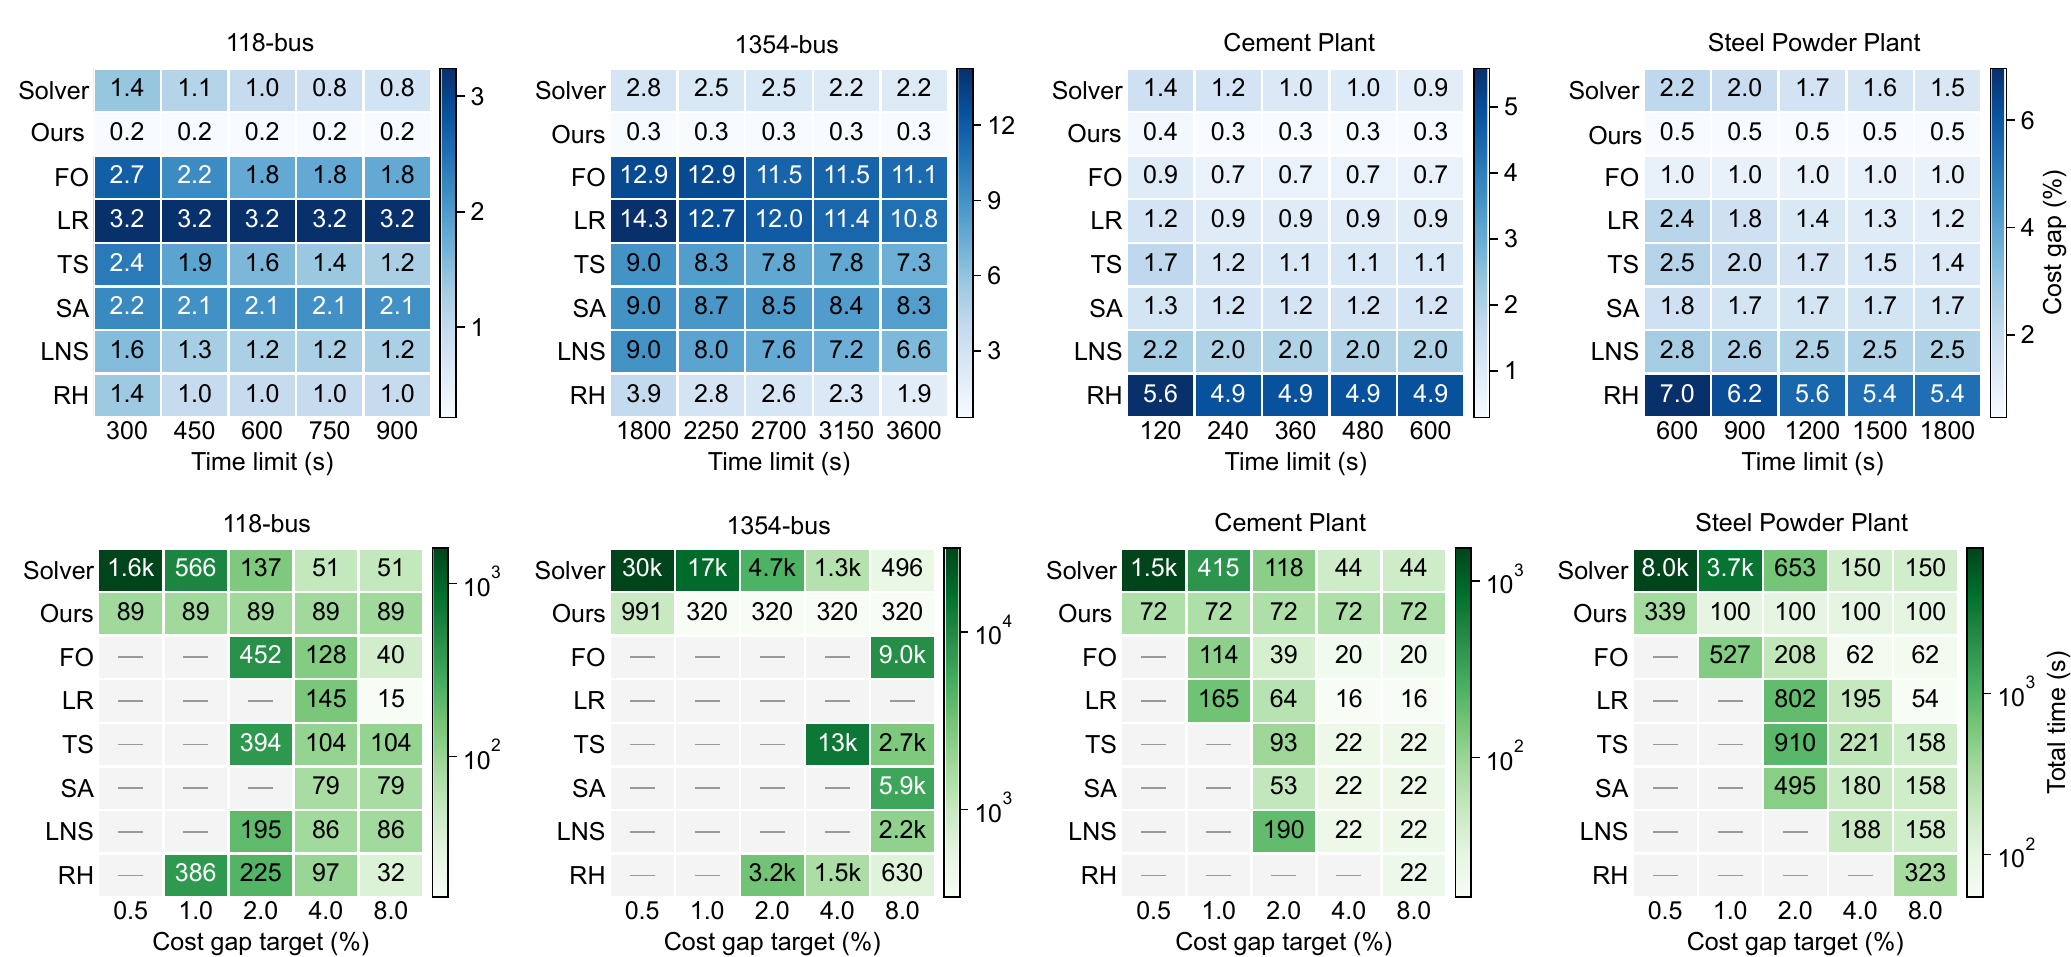 118-bus
Solver 1.4 1.1 1.0 0.8 0.8
Ours 0.2 0.2 0.2 0.2 0.2
FO 2.7 2.2 1.8 1.8 1.8
LR 3.2 3.2 3.2 3.2 3.2
TS 2.4 1.9 1.6 1.4 1.2
SA 2.2 2.1 2.1 2.1 2.1
LNS 1.6 1.3 1.2 1.2 1.2
RH 1.4 1.0 1.0 1.0 1.0
300 450 600 750 900
Time limit (s)
3
2
1
1354-bus
Solver 2.8 2.5 2.5 2.2 2.2
Ours 0.3 0.3 0.3 0.3 0.3
FO 12.9 12.9 11.5 11.5 11.1
LR 14.3 12.7 12.0 11.4 10.8
TS 9.0 8.3 7.8 7.8 7.3
SA 9.0 8.7 8.5 8.4 8.3
LNS 9.0 8.0 7.6 7.2 6.6
RH 3.9 2.8 2.6 2.3 1.9
1800 2250 2700 3150 3600
Time limit (s)
12
9
6
3
Cement Plant
Solver 1.4 1.2 1.0 1.0 0.9
Ours 0.4 0.3 0.3 0.3 0.3
FO 0.9 0.7 0.7 0.7 0.7
LR 1.2 0.9 0.9 0.9 0.9
TS 1.7 1.2 1.1 1.1 1.1
SA 1.3 1.2 1.2 1.2 1.2
LNS 2.2 2.0 2.0 2.0 2.0
RH 5.6 4.9 4.9 4.9 4.9
120 240 360 480 600
Time limit (s)
5
4
3
2
1
Steel Powder Plant
Solver 2.2 2.0 1.7 1.6 1.5
Ours 0.5 0.5 0.5 0.5 0.5
FO 1.0 1.0 1.0 1.0 1.0
LR 2.4 1.8 1.4 1.3 1.2
TS 2.5 2.0 1.7 1.5 1.4
SA 1.8 1.7 1.7 1.7 1.7
LNS 2.8 2.6 2.5 2.5 2.5
RH 7.0 6.2 5.6 5.4 5.4
600 900 1200 1500 1800
Time limit (s)
6
4
2
Cost gap (%)
118-bus
Solver 1.6k 566 137 51 51
Ours 89 89 89 89 89
FO — — 452 128 40
LR — — — 145 15
TS — — 394 104 104
SA — — — 79 79
LNS — — 195 86 86
RH — 386 225 97 32
0.5 1.0 2.0 4.0 8.0
Cost gap target (%)
10³
10²
1354-bus
Solver 30k 17k 4.7k 1.3k 496
Ours 991 320 320 320 320
FO — — — — 9.0k
LR — — — — —
TS — — — 13k 2.7k
SA — — — — 5.9k
LNS — — — — 2.2k
RH — — 3.2k 1.5k 630
0.5 1.0 2.0 4.0 8.0
Cost gap target (%)
10⁴
10³
Cement Plant
Solver 1.5k 415 118 44 44
Ours 72 72 72 72 72
FO — 114 39 20 20
LR — 165 64 16 16
TS — — 93 22 22
SA — — 53 22 22
LNS — — 190 22 22
RH — — — — 22
0.5 1.0 2.0 4.0 8.0
Cost gap target (%)
10³
10²
Steel Powder Plant
Solver 8.0k 3.7k 653 150 150
Ours 339 100 100 100 100
FO — 527 208 62 62
LR — — 802 195 54
TS — — 910 221 158
SA — — 495 180 158
LNS — — — 188 158
RH — — — — 323
0.5 1.0 2.0 4.0 8.0
Cost gap target (%)
10³
10²
Total time (s)